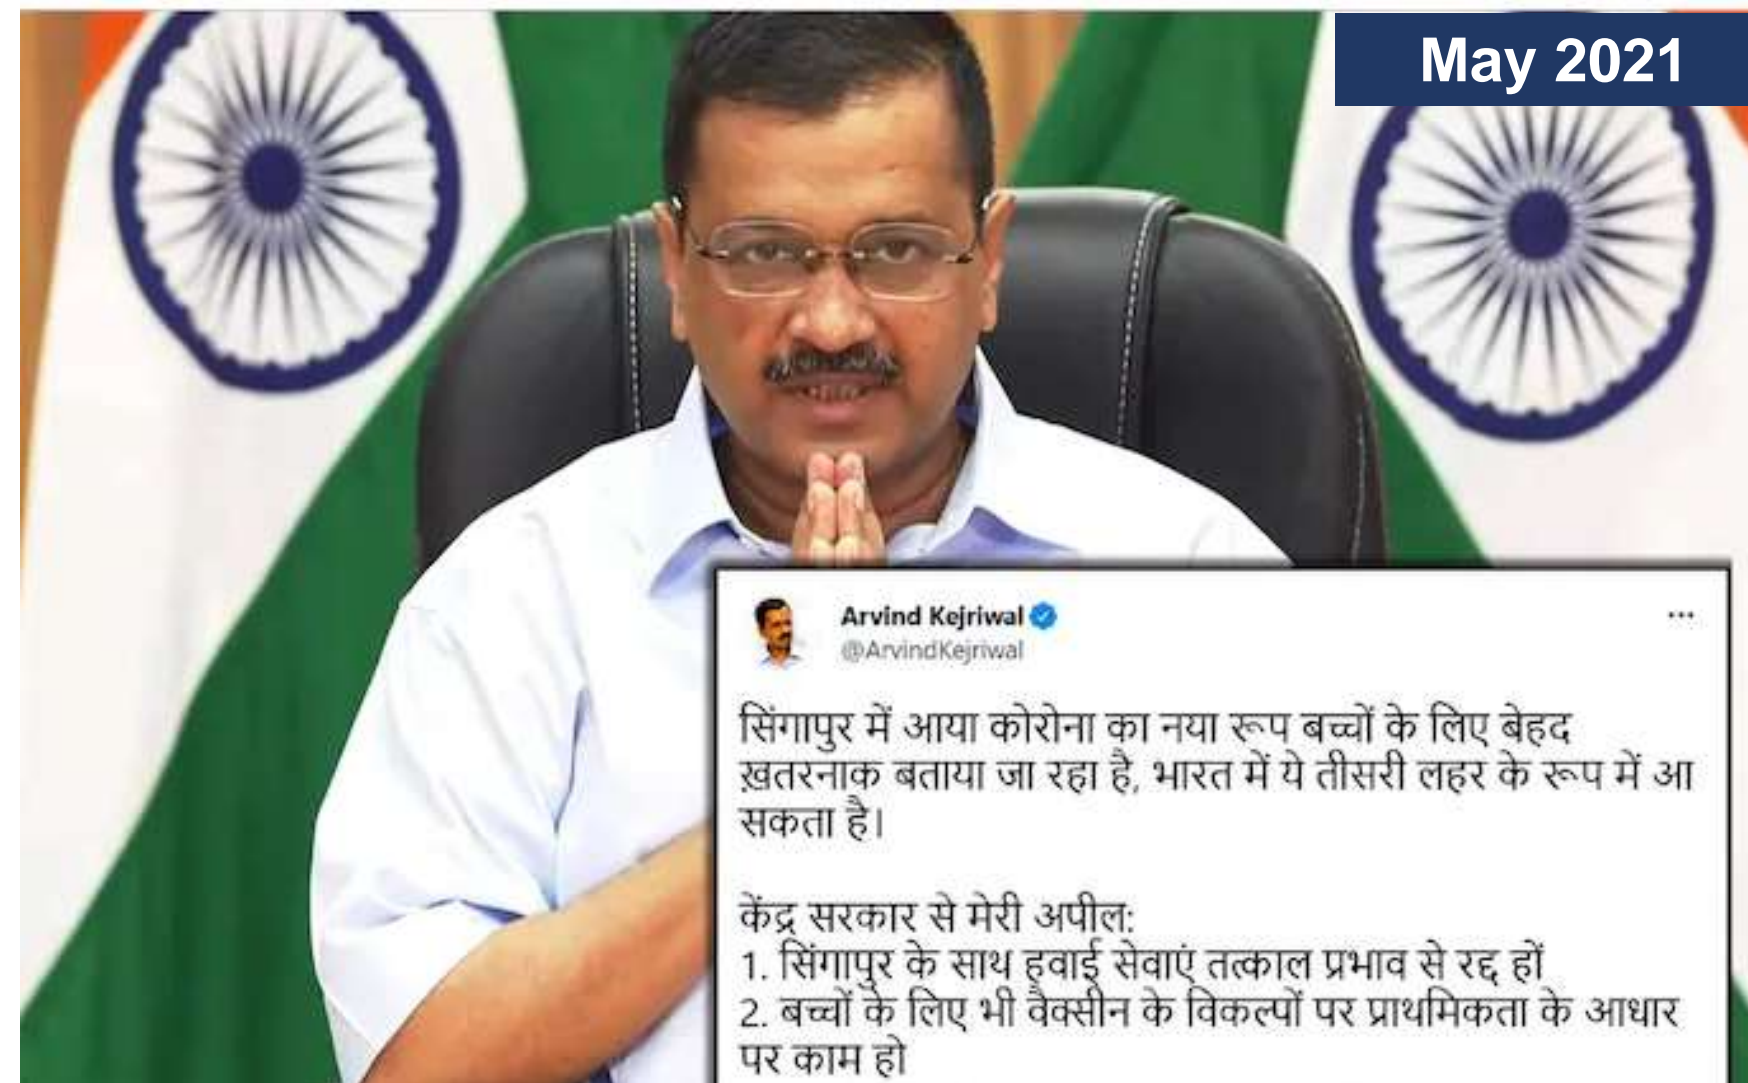 May 2021
Arvind Kejriwal
@ArvindKejriwal
...
सिंगापुर में आया कोरोना का नया रूप बच्चों के लिए बेहद
ख़तरनाक बताया जा रहा है, भारत में ये तीसरी लहर के रूप में आ
सकता है।
केंद्र सरकार से मेरी अपील:
1. सिंगापुर के साथ हवाई सेवाएं तत्काल प्रभाव से रद्द हों
2. बच्चों के लिए भी वैक्सीन के विकल्पों पर प्राथमिकता के आधार
पर काम हो